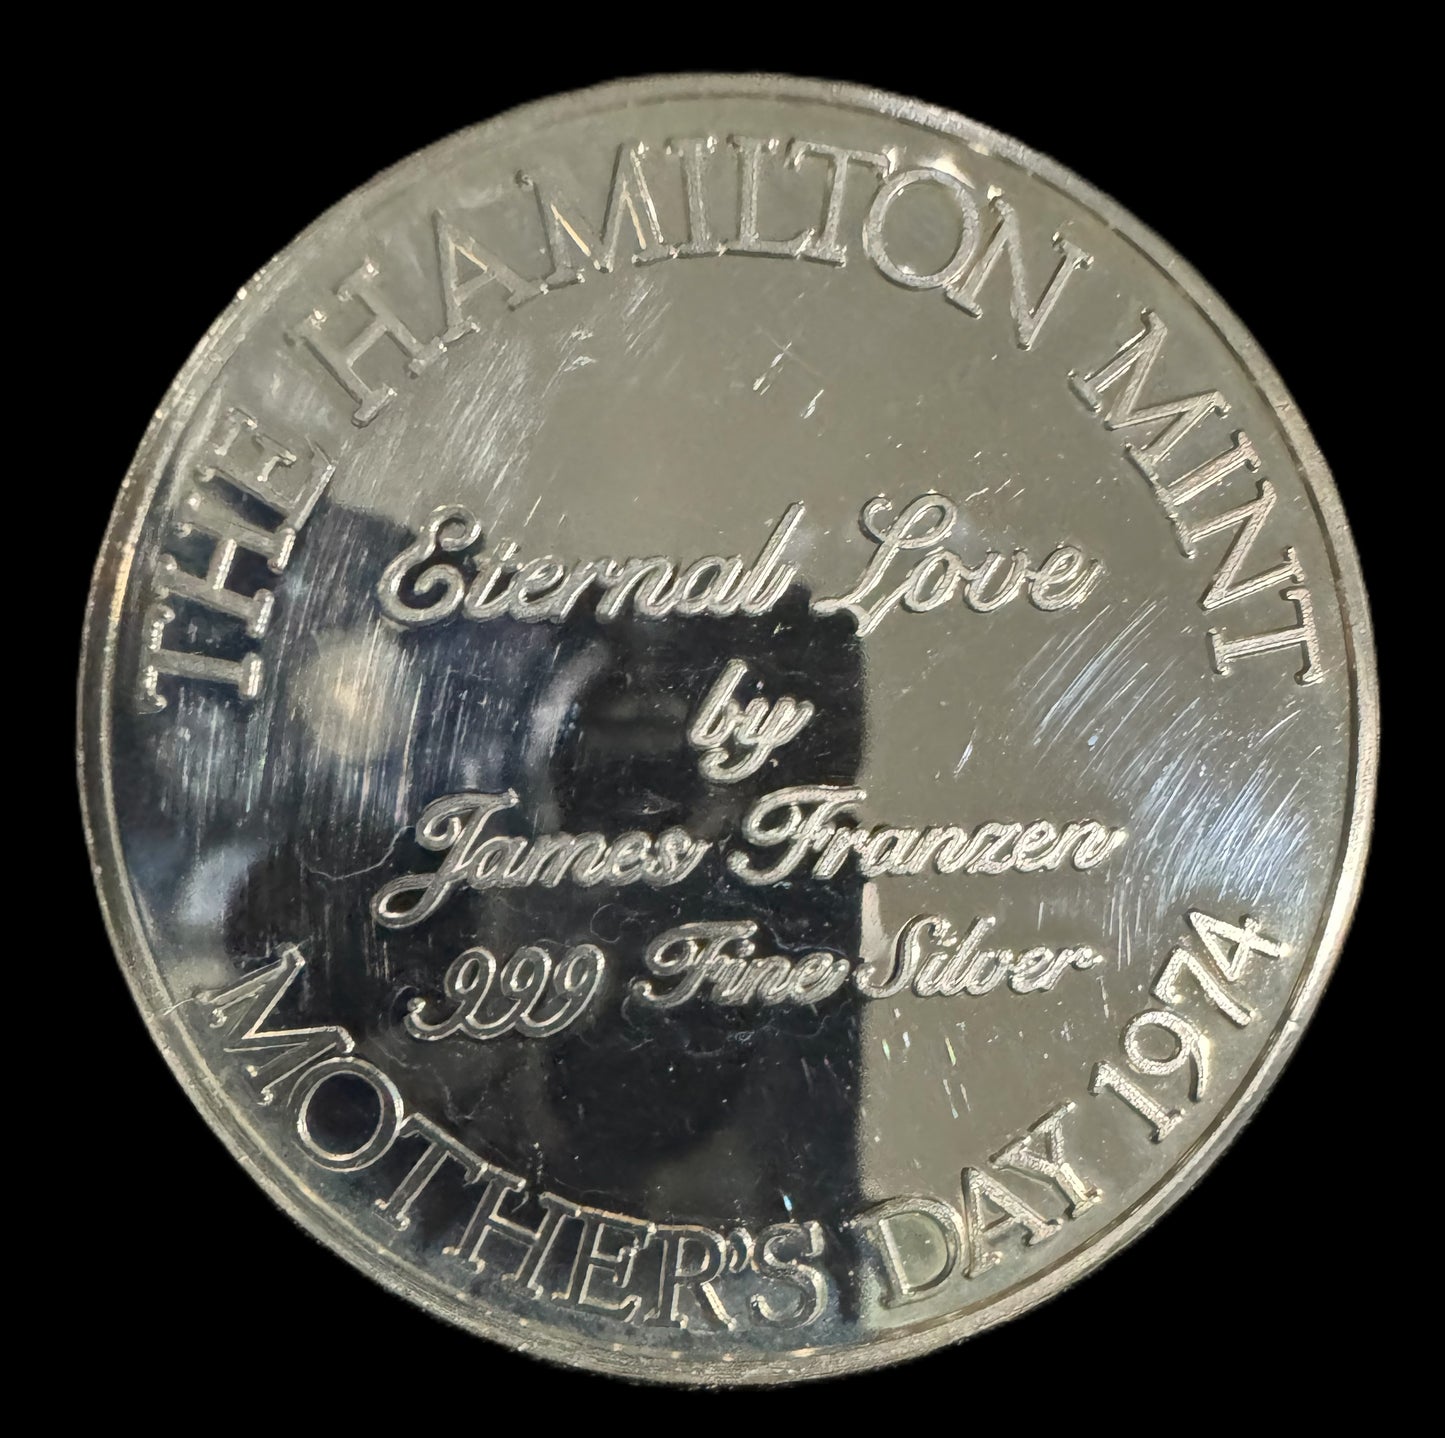 THE HAMILTON MINT
Eternal Love
by
James Franzen
.999 Fine Silver
MOTHER'S DAY 1974